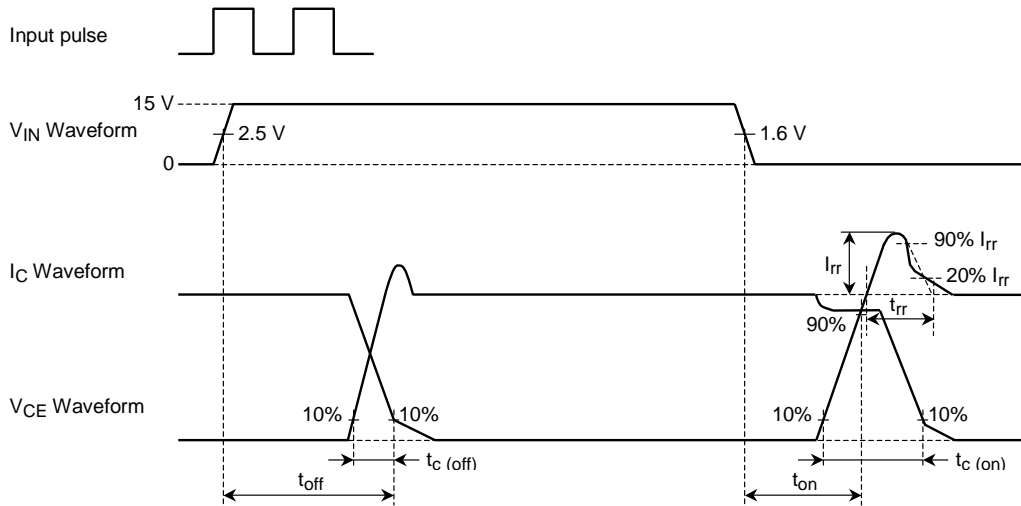 Input pulse
15 V
VIN Waveform
2.5 V
1.6 V
0
90% Irr
Irr
IC Waveform
20% Irr
trr
90%
VCE Waveform
10%
10%
10%
10%
tc (off)
tc (on)
toff
ton